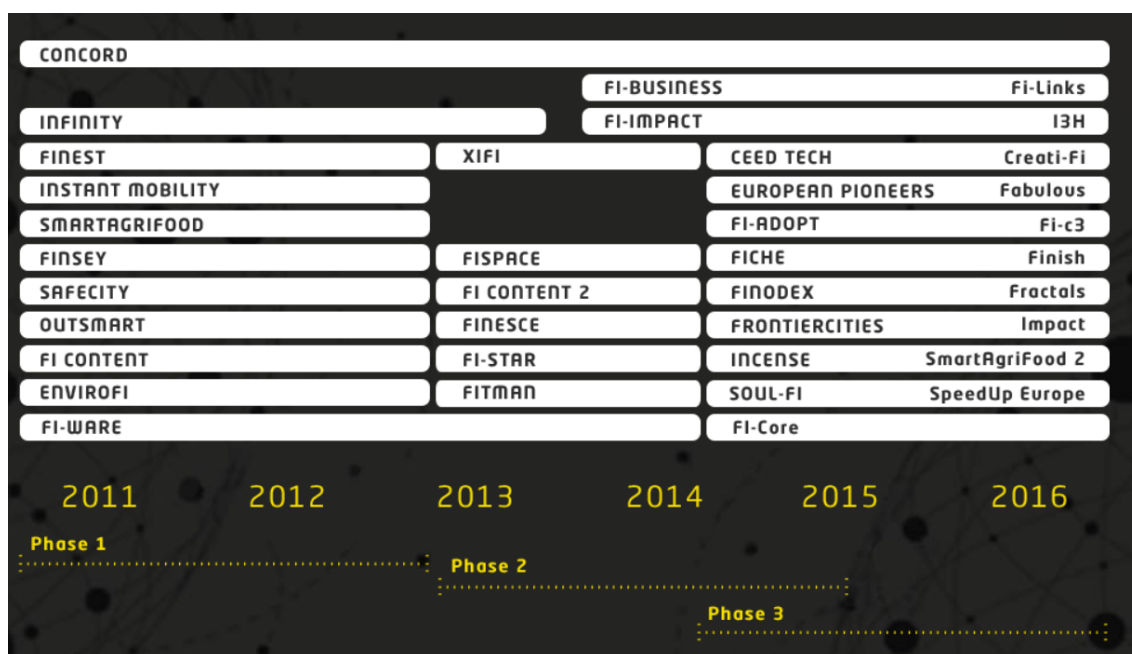 CONCORD
FI-BUSINESS Fi-Links
INFINITY FI-IMPACT I3H
FINEST XIFI CEED TECH Creati-Fi
INSTANT MOBILITY EUROPEAN PIONEERS Fabulous
SMARTAGRIFOOD FI-ADOPT Fi-c3
FINSEY FISPACE FICHE Finish
SAFECITY FI CONTENT 2 FINODEX Fractals
OUTSMART FINESCE FRONTIERCITIES Impact
FI CONTENT FI-STAR INCENSE SmartAgriFood 2
ENVIROFI FITMAN SOUL-FI SpeedUp Europe
FI-WARE FI-Core
2011 2012 2013 2014 2015 2016
Phase 1
Phase 2
Phase 3